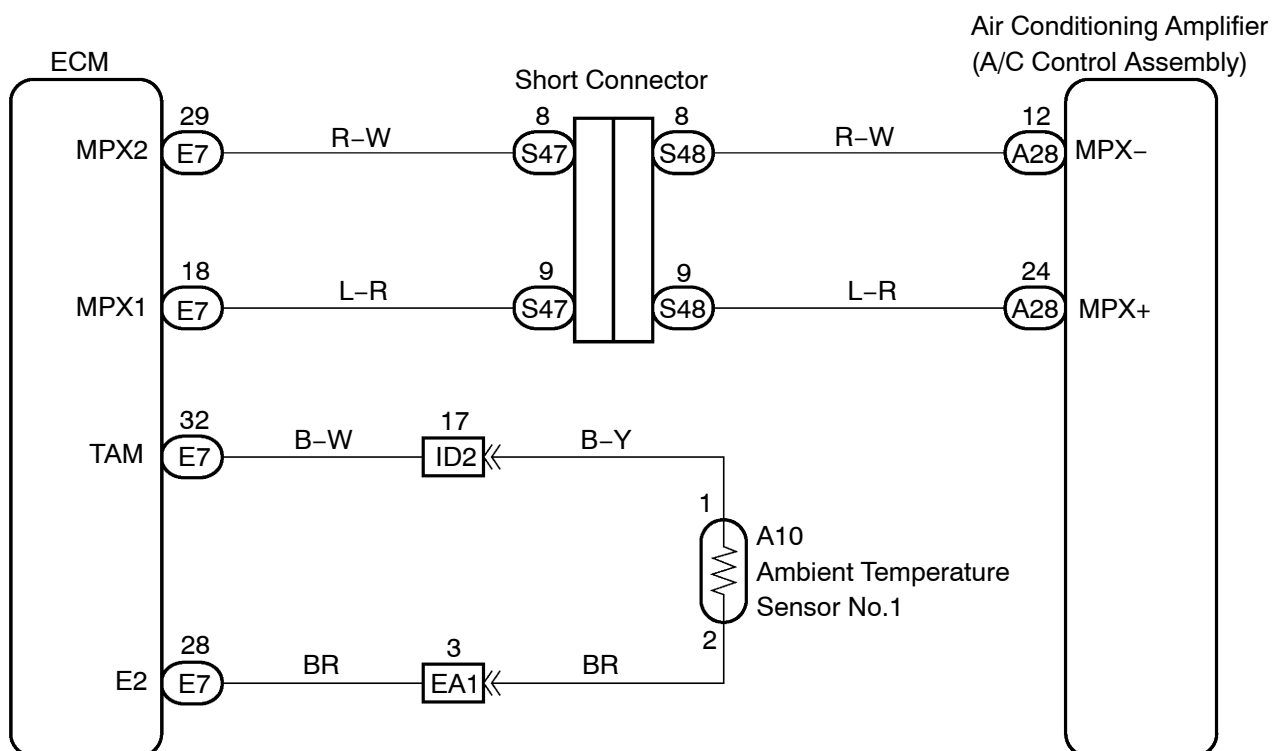 Air Conditioning Amplifier
(A/C Control Assembly)
ECM
Short Connector
29
8
8
12
MPX2
E7
R−W
S47
S48
R−W
A28
MPX−
18
9
9
24
MPX1
E7
L−R
S47
S48
L−R
A28
MPX+
32
17
TAM
E7
B−W
ID2
B−Y
1
A10
Ambient Temperature
Sensor No.1
2
28
3
E2
E7
BR
EA1
BR